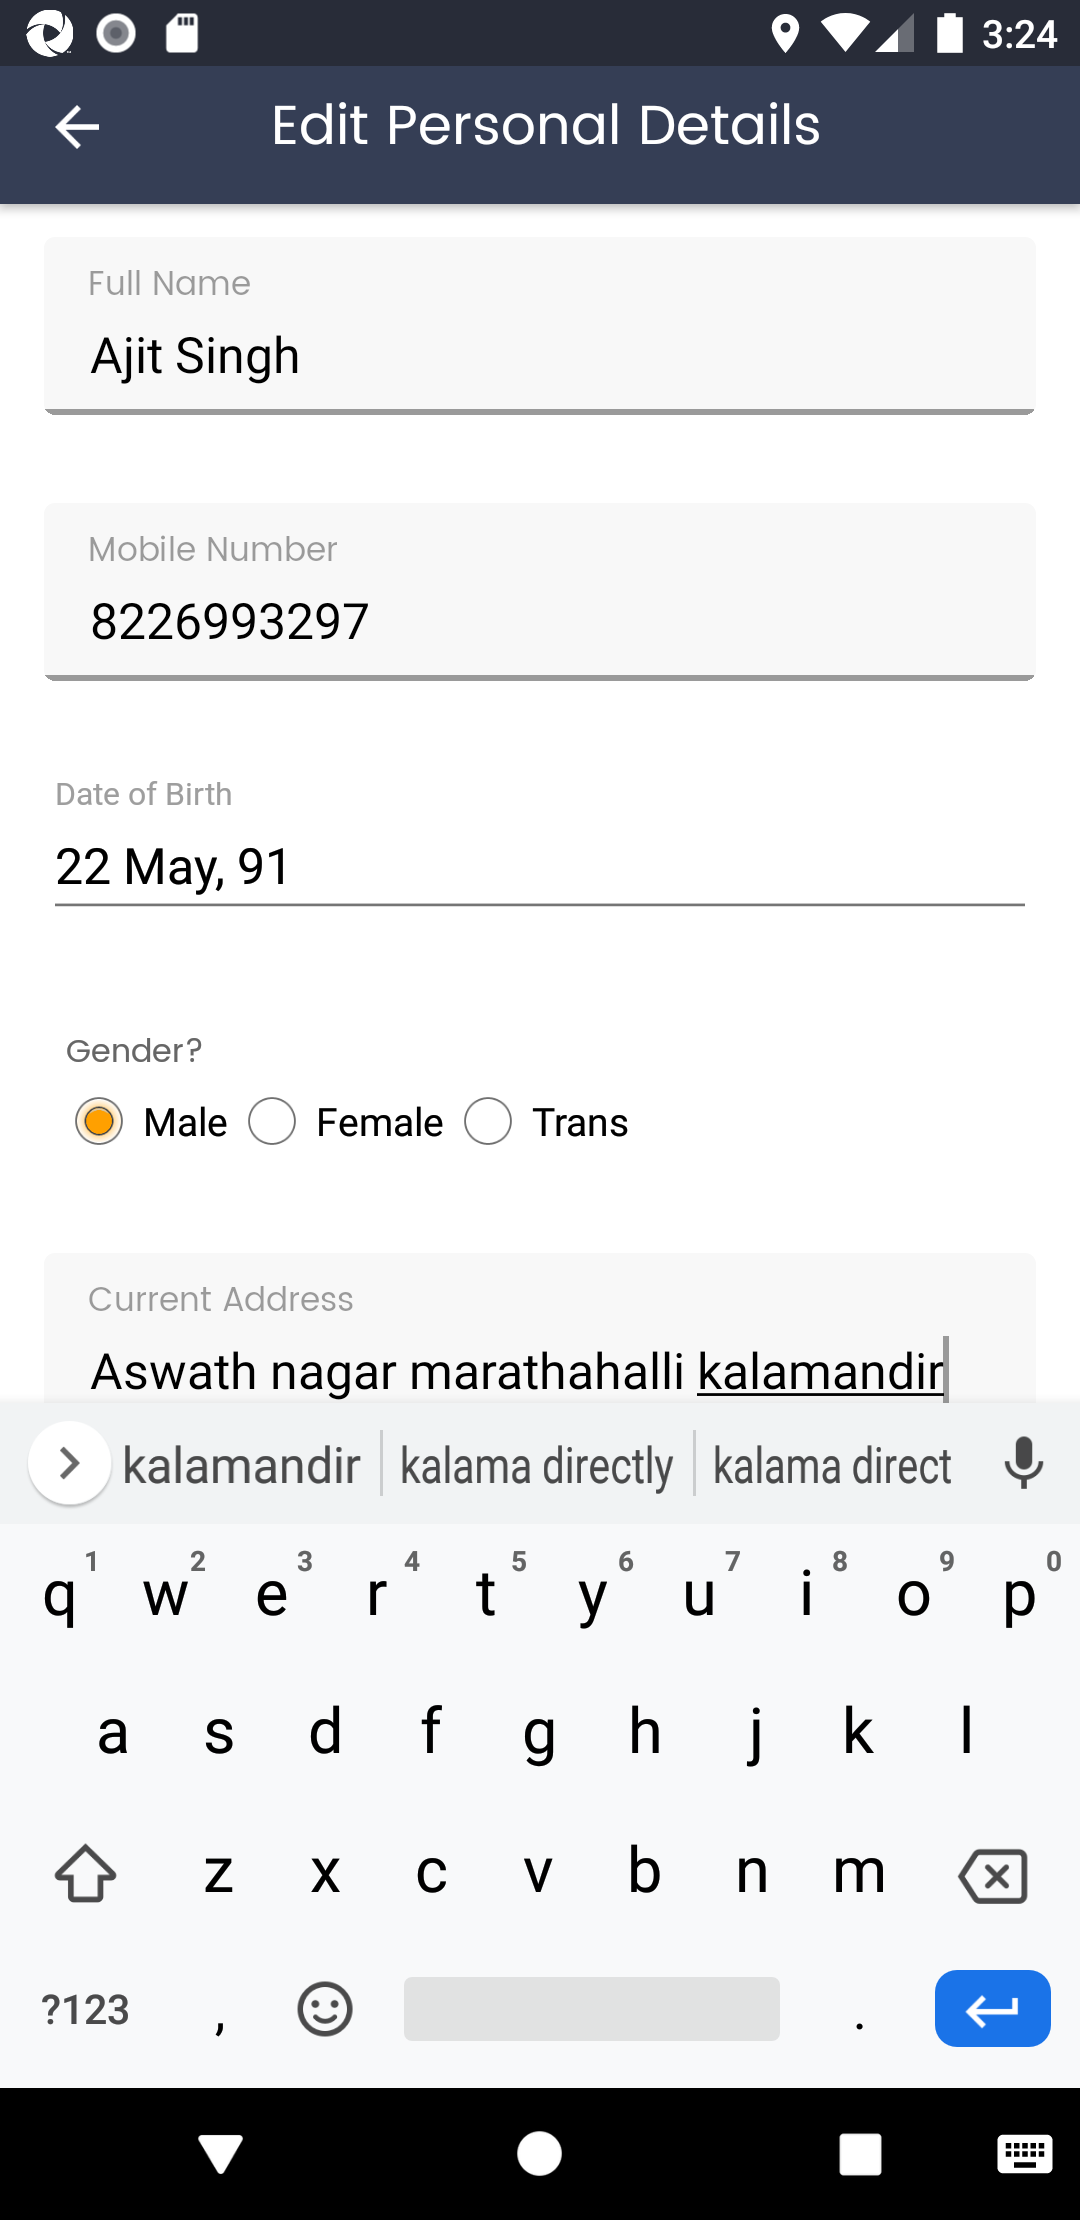 3:24
Edit Personal Details
Full Name
Ajit Singh
Mobile Number
8226993297
Date of Birth
22 May, 91
Gender?
Male Female Trans
Current Address
Aswath nagar marathahalli kalamandir
kalamandir kalama directly kalama direct
1 2 3 4 5 6 7 8 9 0
q w e r t y u i o p
a s d f g h j k l
z x c v b n m
?123 , .